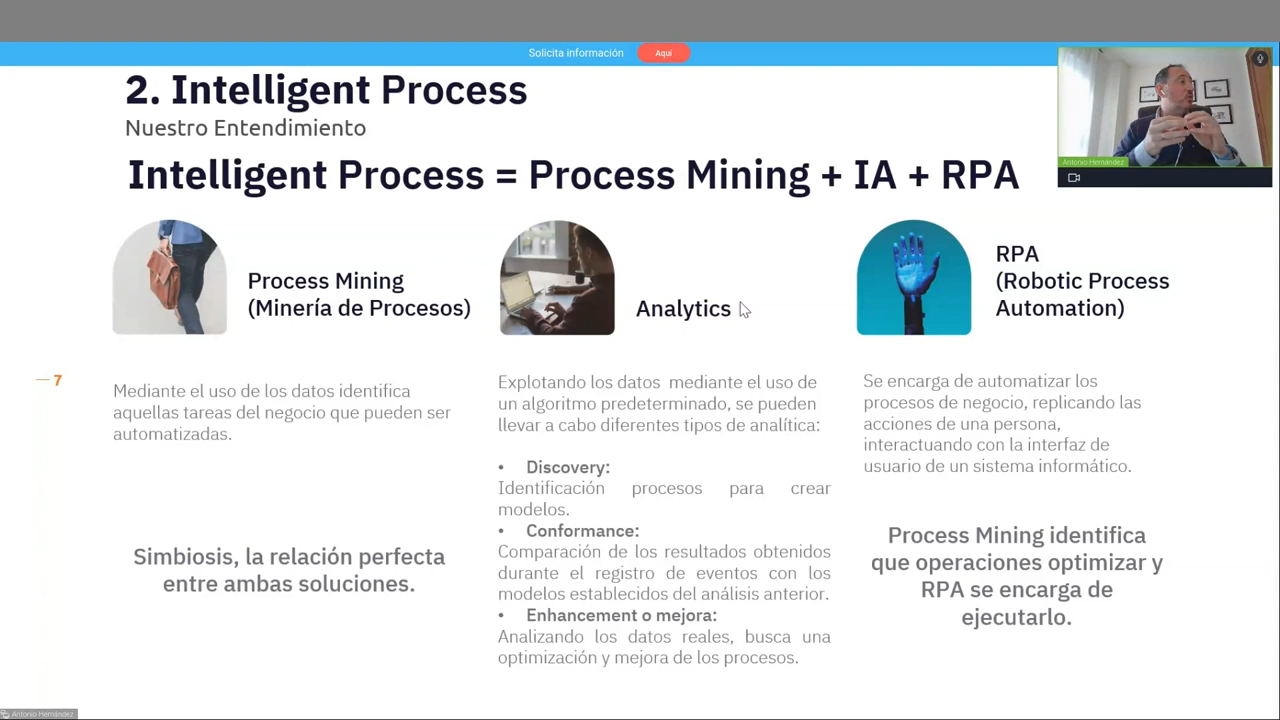 Solicita información
Aquí
2. Intelligent Process
Nuestro Entendimiento
Intelligent Process = Process Mining + IA + RPA
Antonio Hernández
Process Mining
(Minería de Procesos)
Analytics
RPA
(Robotic Process
Automation)
7
Mediante el uso de los datos identifica
aquellas tareas del negocio que pueden ser
automatizadas.
Simbiosis, la relación perfecta
entre ambas soluciones.
Explotando los datos mediante el uso de
un algoritmo predeterminado, se pueden
llevar a cabo diferentes tipos de analítica:
• Discovery:
Identificación procesos para crear
modelos.
• Conformance:
Comparación de los resultados obtenidos
durante el registro de eventos con los
modelos establecidos del análisis anterior.
• Enhancement o mejora:
Analizando los datos reales, busca una
optimización y mejora de los procesos.
Se encarga de automatizar los
procesos de negocio, replicando las
acciones de una persona,
interactuando con la interfaz de
usuario de un sistema informático.
Process Mining identifica
que operaciones optimizar y
RPA se encarga de
ejecutarlo.
Antonio Hernández